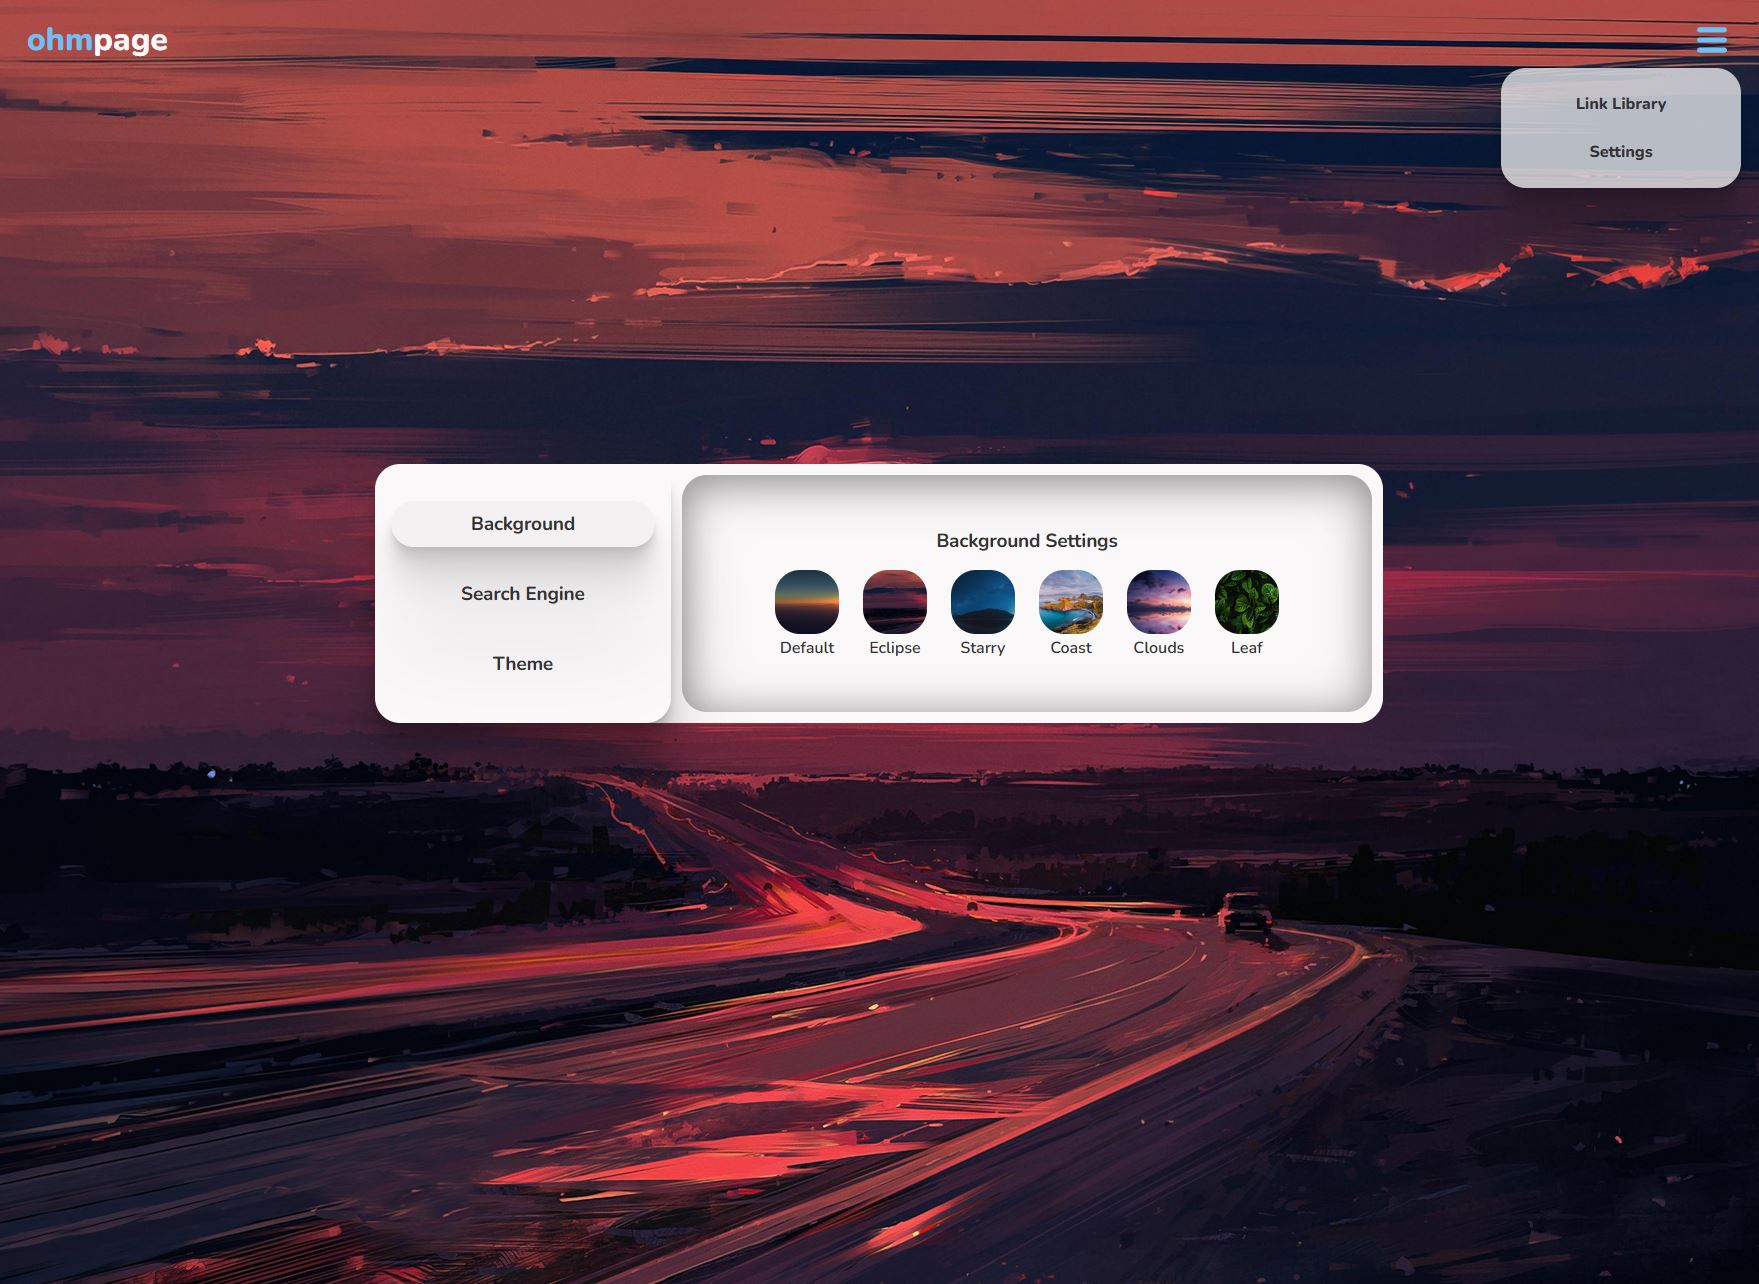 ohmpage
Link Library
Settings
Background
Search Engine
Theme
Background Settings
Default
Eclipse
Starry
Coast
Clouds
Leaf